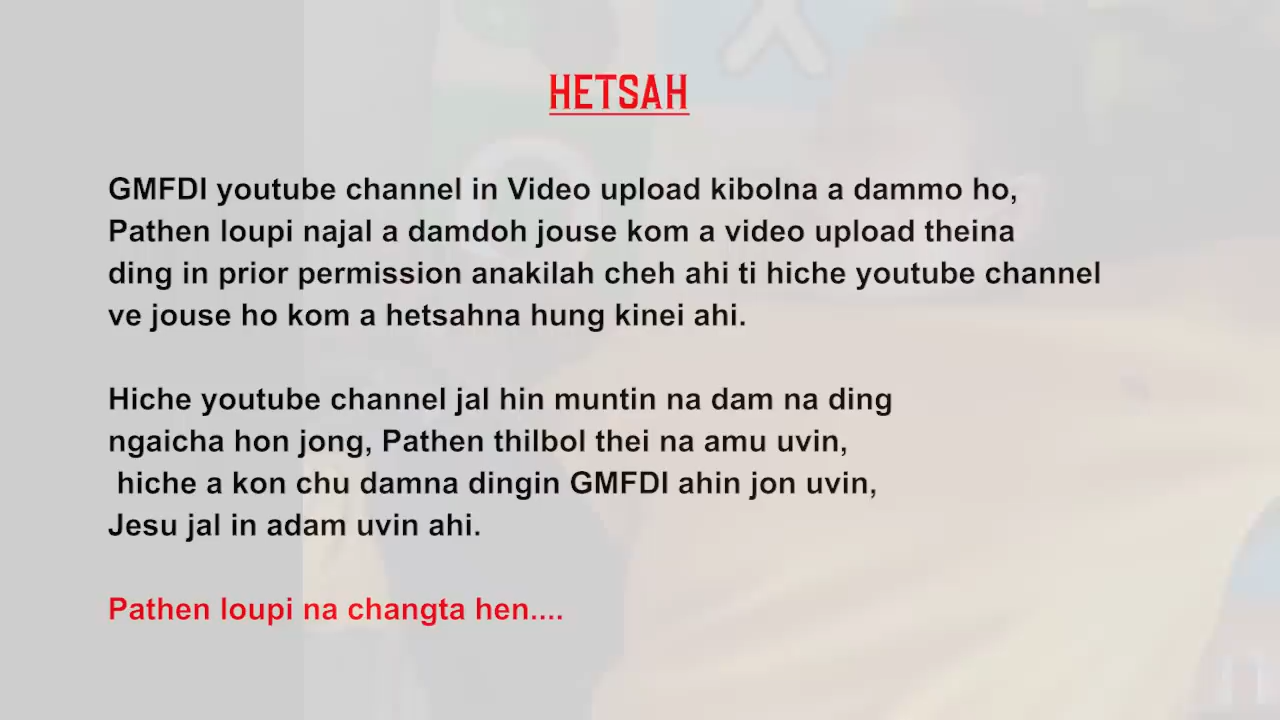 HETSAH
GMFDI youtube channel in Video upload kibolna a dammo ho,
Pathen loupi najal a damdoh jouse kom a video upload theina
ding in prior permission anakilah cheh ahi ti hiche youtube channel
ve jouse ho kom a hetsahna hung kinei ahi.
Hiche youtube channel jal hin muntin na dam na ding
ngaicha hon jong, Pathen thilbol thei na amu uvin,
hiche a kon chu damna dingin GMFDI ahin jon uvin,
Jesu jal in adam uvin ahi.
Pathen loupi na changta hen....